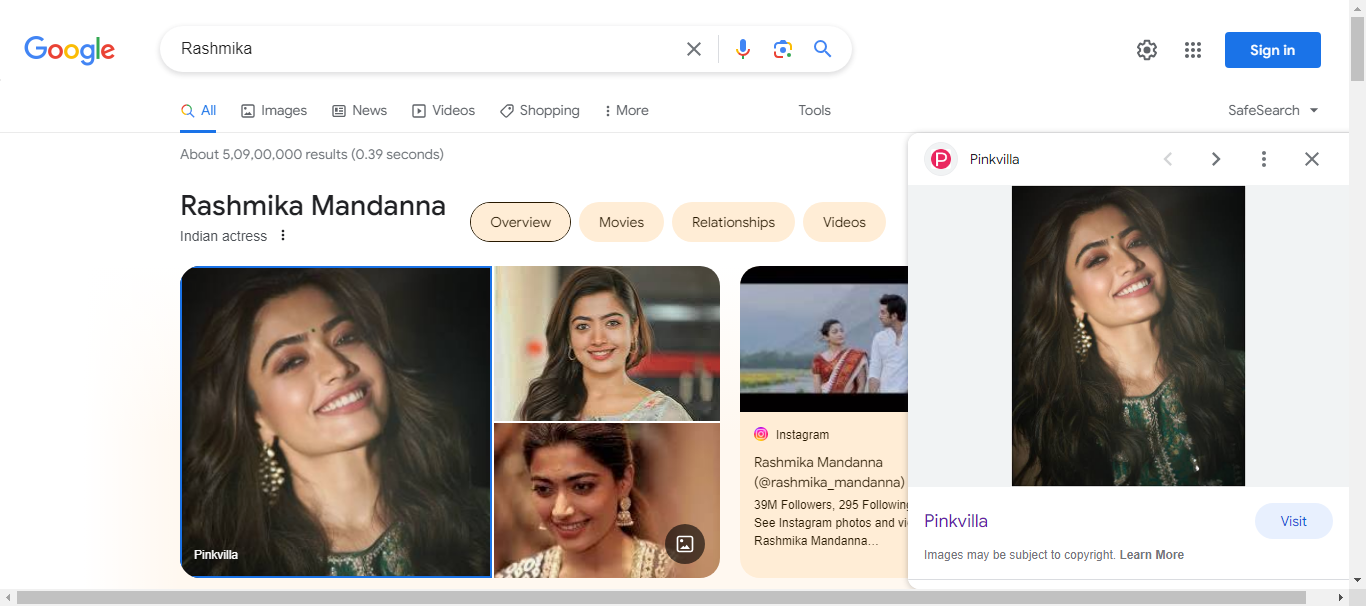 Google
Rashmika
Sign in
All
Images
News
Videos
Shopping
More
Tools
SafeSearch
About 5,09,00,000 results (0.39 seconds)
Rashmika Mandanna
Indian actress
Overview
Movies
Relationships
Videos
Pinkvilla
Instagram
Rashmika Mandanna
(@rashmika_mandanna)
39M Followers, 295 Following
See Instagram photos and vi
Rashmika Mandanna...
P
Pinkvilla
Pinkvilla
Visit
Images may be subject to copyright. Learn More